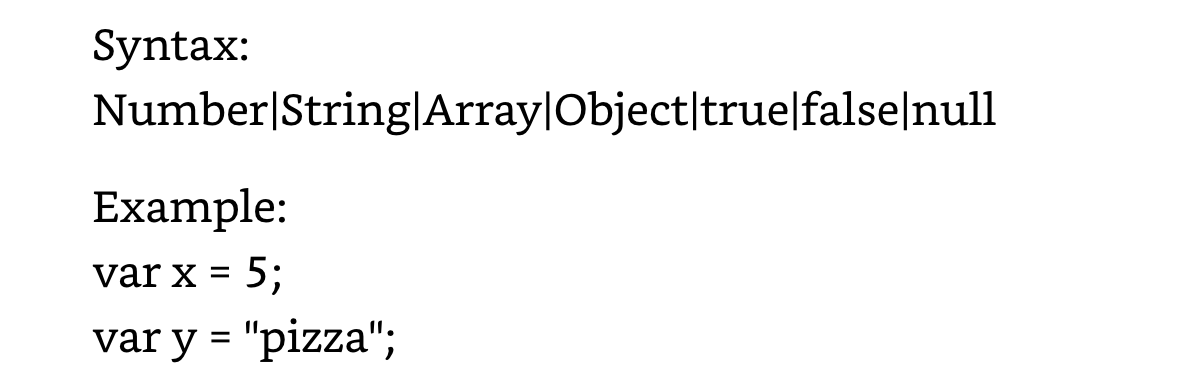 Syntax:
Number|String|Array|Object|true|false|null
Example:
var x = 5;
var y = "pizza";